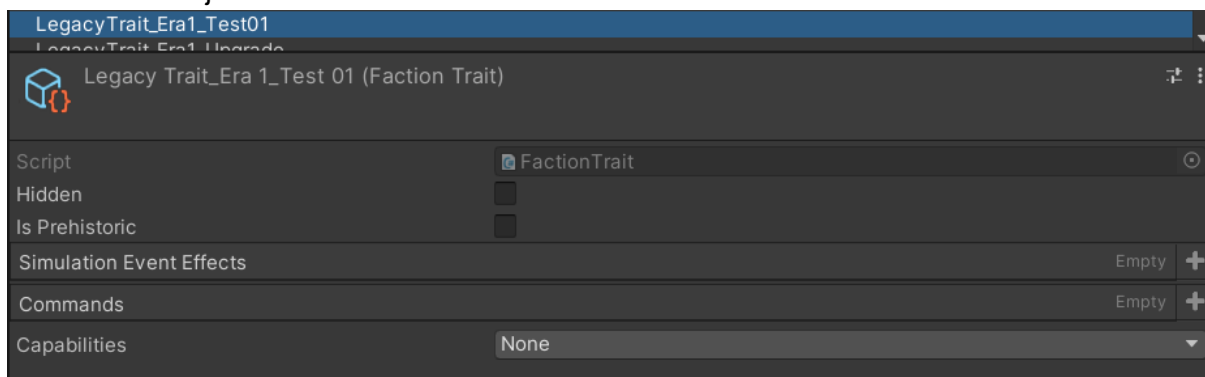 LegacyTrait_Era1_Test01
LegacyTrait_Era1_Upgrade
Legacy Trait_Era 1_Test 01 (Faction Trait)
Script FactionTrait
Hidden
Is Prehistoric
Simulation Event Effects Empty
Commands Empty
Capabilities None